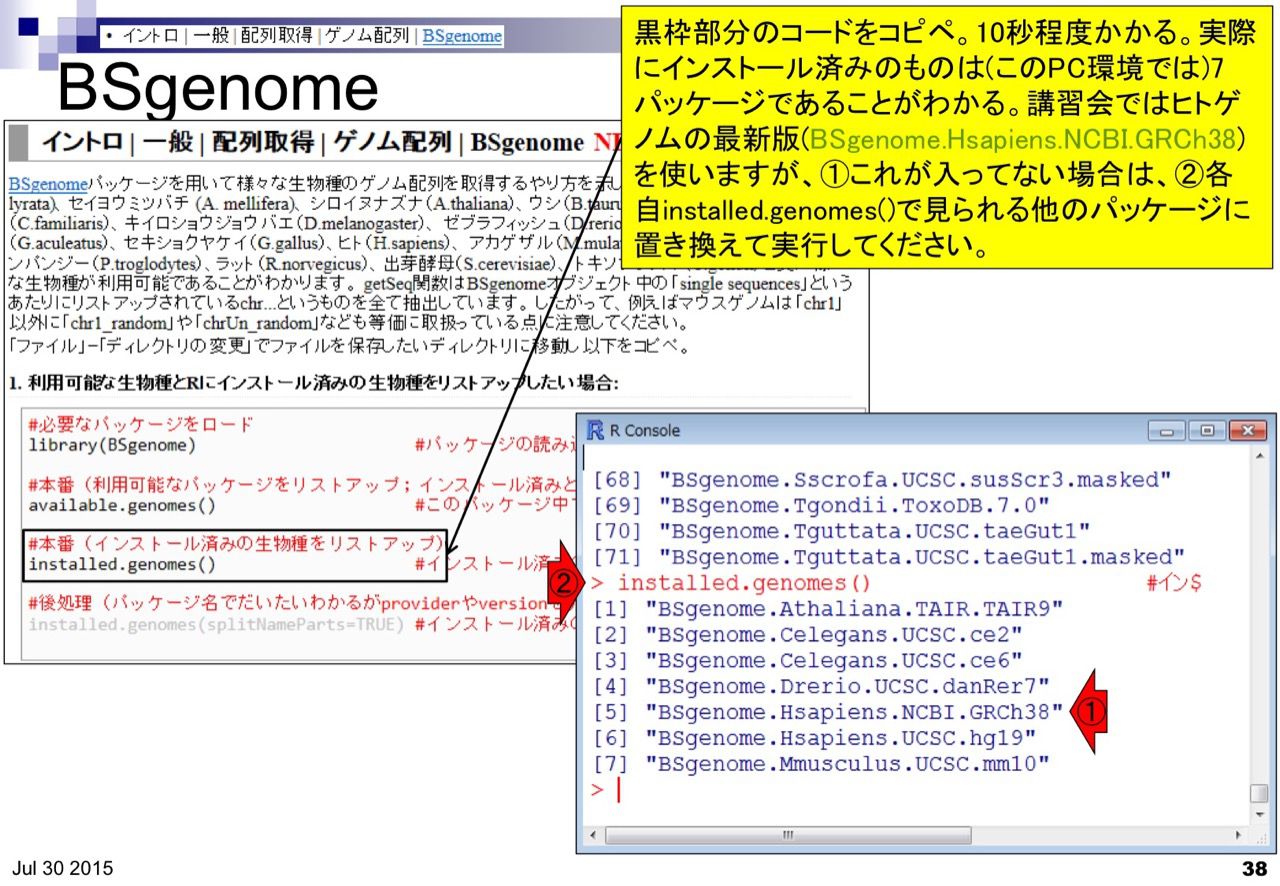 • イントロ | 一般 | 配列取得 | ゲノム配列 | BSgenome
BSgenome
黒枠部分のコードをコピペ。10秒程度かかる。実際
にインストール済みのものは(このPC環境では)7
パッケージであることがわかる。講習会ではヒトゲ
ノムの最新版(BSgenome.Hsapiens.NCBI.GRCh38)
を使いますが、①これが入ってない場合は、②各
自installed.genomes()で見られる他のパッケージに
置き換えて実行してください。
イントロ | 一般 | 配列取得 | ゲノム配列 | BSgenome
BSgenomeパッケージを用いて様々な生物種のゲノム配列を取得するやり方を示し
lyrata)、セイヨウミツバチ (A. mellifera)、シロイヌナズナ(A.thaliana)、ウシ(B.tauru
(C.familiaris)、キイロショウジョウバエ(D.melanogaster)、ゼブラフィッシュ(D.reric
(G.aculeatus)、セキショクヤケイ(G.gallus)、ヒト(H.sapiens)、アカゲザル(M.mula
ンパンジー(P.troglodytes)、ラット(R.norvegicus)、出芽酵母(S.cerevisiae)、トキソ
な生物種が利用可能であることがわかります。getSeq関数はBSgenomeオブジェクト中の「single sequences」という
あたりにリストアップされているchr...というものを全て抽出しています。したがって、例えばマウスゲノムは「chr1」
以外に「chr1_random」や「chrUn_random」なども等価に取扱っている点に注意してください。
「ファイル」−「ディレクトリの変更」でファイルを保存したいディレクトリに移動し以下をコピペ。
1. 利用可能な生物種とRにインストール済みの生物種をリストアップしたい場合:
#必要なパッケージをロード
library(BSgenome) #パッケージの読み
#本番（利用可能なパッケージをリストアップ；インストール済みと
available.genomes() #このパッケージ中
#本番（インストール済みの生物種をリストアップ）
installed.genomes() #インストール済
#後処理（パッケージ名でだいたいわかるがproviderやversion
installed.genomes(splitNameParts=TRUE) #インストール済みの
R Console
[68] "BSgenome.Sscrofa.UCSC.susScr3.masked"
[69] "BSgenome.Tgondii.ToxoDB.7.0"
[70] "BSgenome.Tguttata.UCSC.taeGut1"
[71] "BSgenome.Tguttata.UCSC.taeGut1.masked"
② > installed.genomes() #イン$
[1] "BSgenome.Athaliana.TAIR.TAIR9"
[2] "BSgenome.Celegans.UCSC.ce2"
[3] "BSgenome.Celegans.UCSC.ce6"
[4] "BSgenome.Drerio.UCSC.danRer7"
[5] "BSgenome.Hsapiens.NCBI.GRCh38" ①
[6] "BSgenome.Hsapiens.UCSC.hg19"
[7] "BSgenome.Mmusculus.UCSC.mm10"
>
Jul 30 2015
38